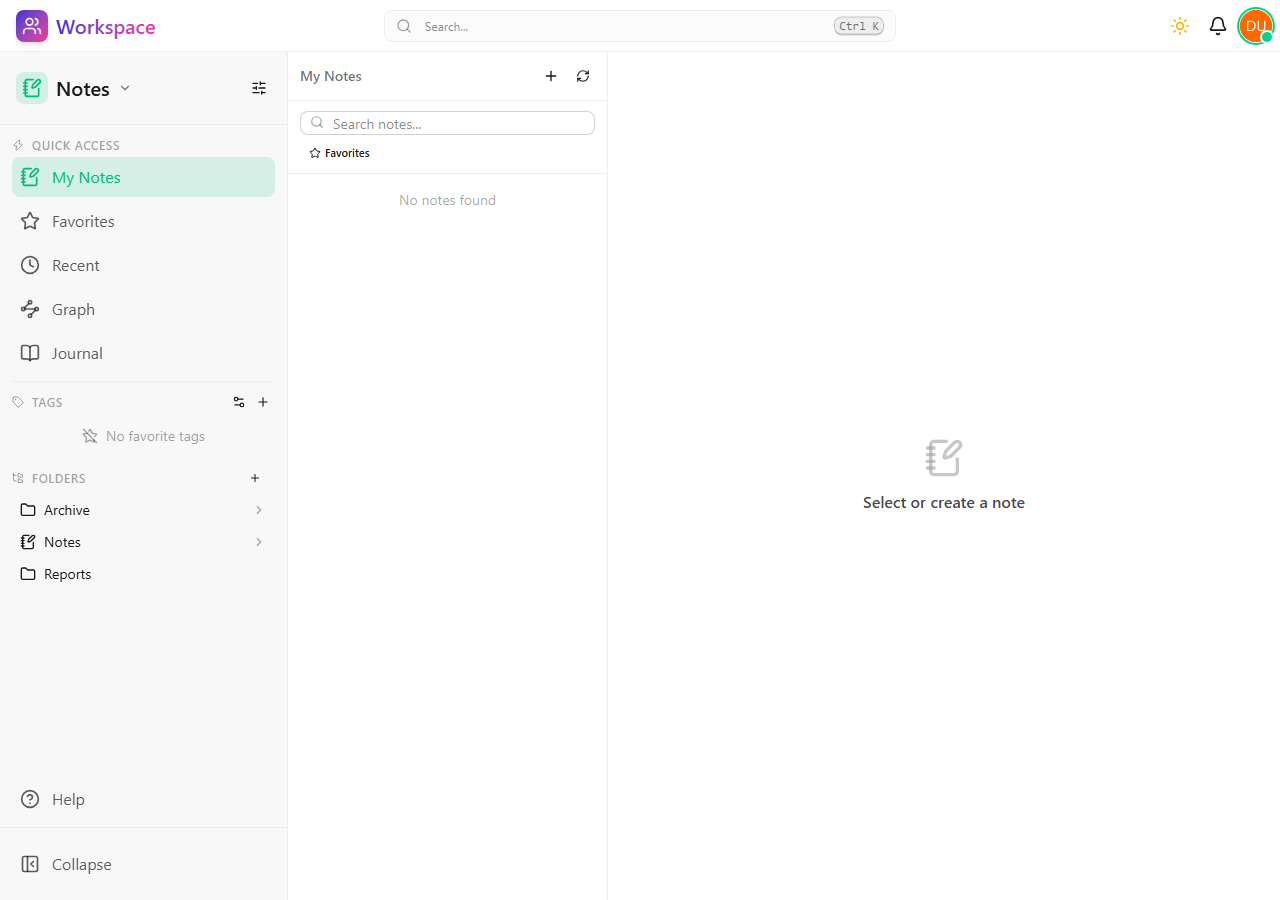 Workspace
Search...
Ctrl K
DU
Notes
QUICK ACCESS
My Notes
Favorites
Recent
Graph
Journal
TAGS
No favorite tags
FOLDERS
Archive
Notes
Reports
Help
Collapse
My Notes
Search notes...
Favorites
No notes found
Select or create a note